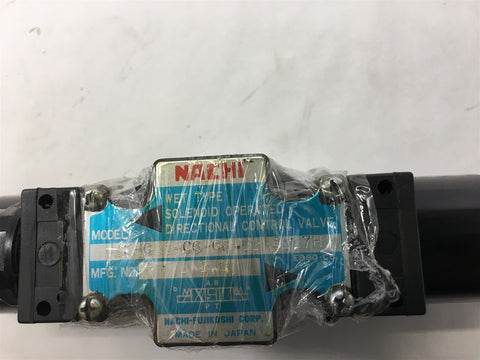 NACHI
WET TYPE
SOLENOID OPERATED
DIRECTIONAL CONTROL VALVE
MODEL
MFG. NO.
A B
NACHI-FUJIKOSHI CORP.
MADE IN JAPAN